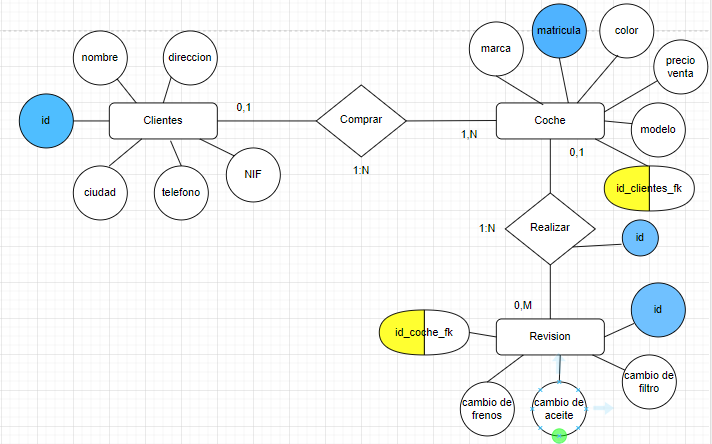 nombre
direccion
id
Clientes
0,1
ciudad
telefono
NIF
Comprar
1:N
marca
matricula
color
precio
venta
1,N
Coche
modelo
0,1
id_clientes_fk
1:N
Realizar
id
0,M
id_coche_fk
Revision
id
cambio de
frenos
cambio de
aceite
cambio de
filtro